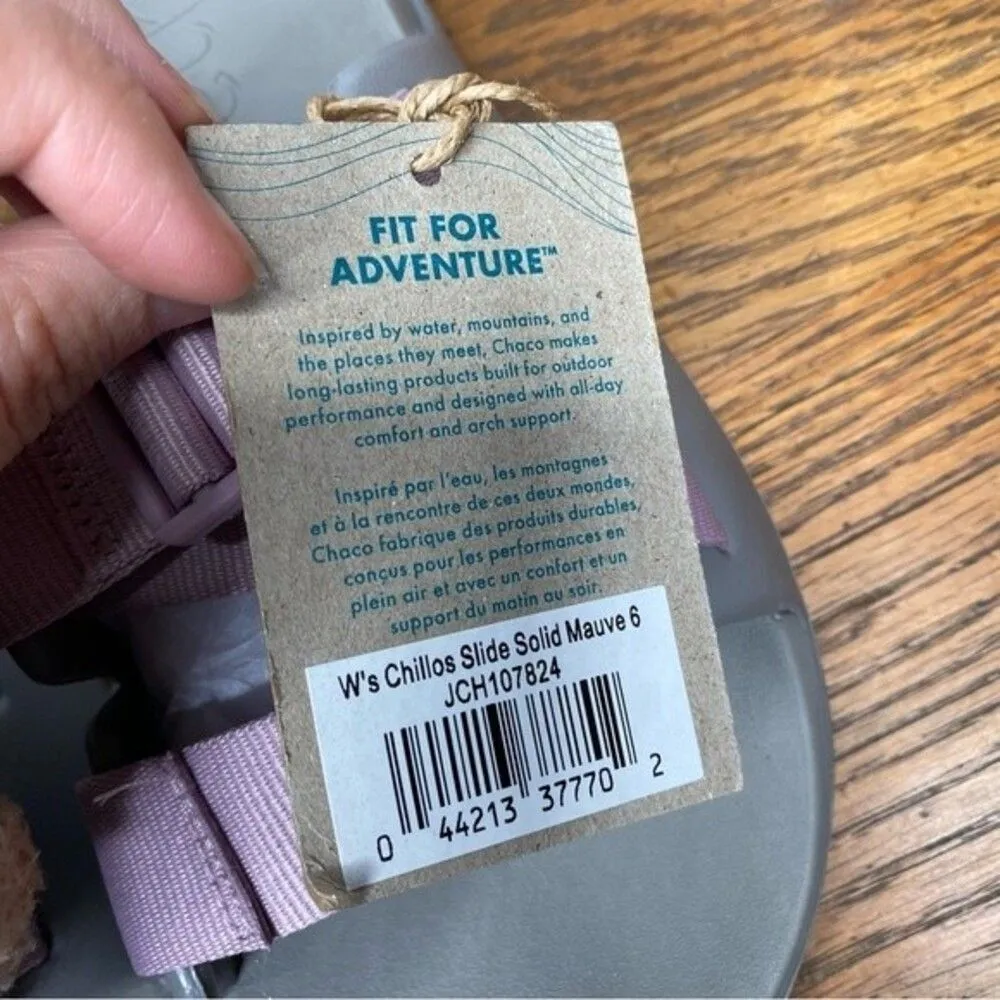 FIT FOR
ADVENTURE™
Inspired by water, mountains, and
the places they meet, Chaco makes
long-lasting products built for outdoor
performance and designed with all-day
comfort and arch support.
Inspiré par l'eau, les montagnes
et à la rencontre de ces deux mondes,
Chaco fabrique des produits durables,
conçus pour les performances en
plein air et avec un confort et un
support du matin au soir.
W's Chillos Slide Solid Mauve 6
JCH107824
0 44213 37770 2